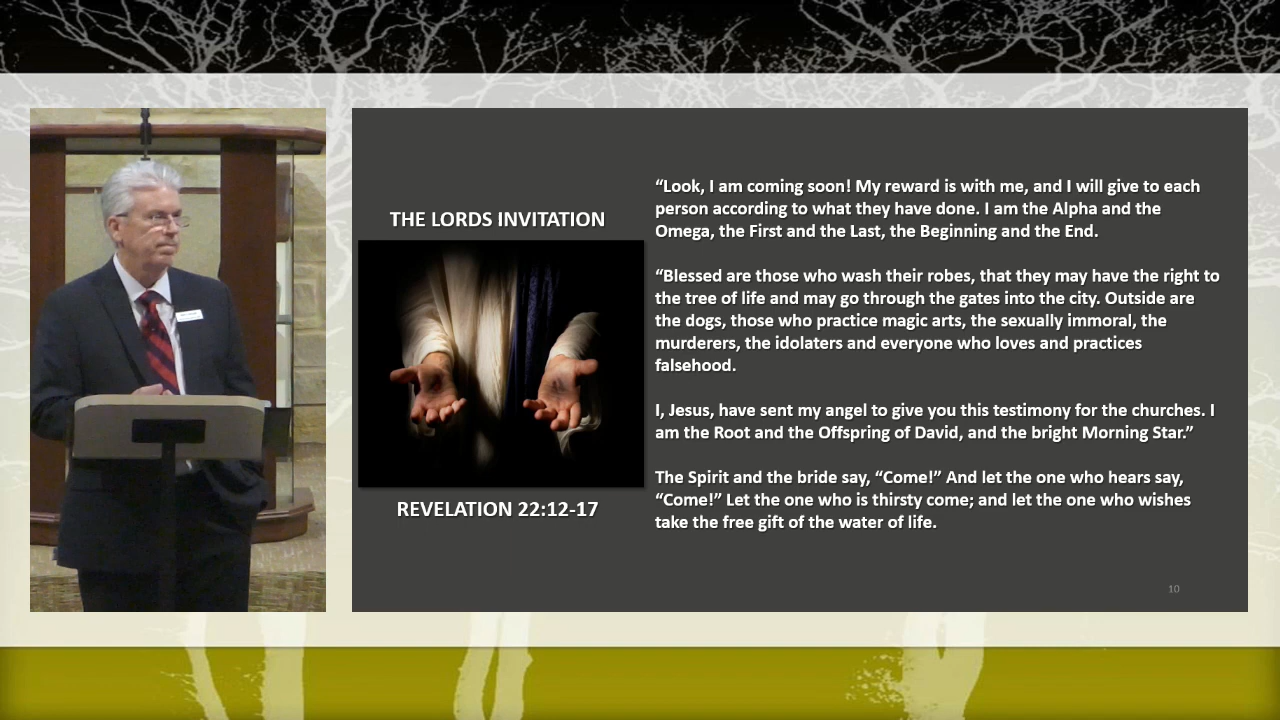 THE LORDS INVITATION
REVELATION 22:12-17
“Look, I am coming soon! My reward is with me, and I will give to each
person according to what they have done. I am the Alpha and the
Omega, the First and the Last, the Beginning and the End.
“Blessed are those who wash their robes, that they may have the right to
the tree of life and may go through the gates into the city. Outside are
the dogs, those who practice magic arts, the sexually immoral, the
murderers, the idolaters and everyone who loves and practices
falsehood.
I, Jesus, have sent my angel to give you this testimony for the churches. I
am the Root and the Offspring of David, and the bright Morning Star.”
The Spirit and the bride say, “Come!” And let the one who hears say,
“Come!” Let the one who is thirsty come; and let the one who wishes
take the free gift of the water of life.
10